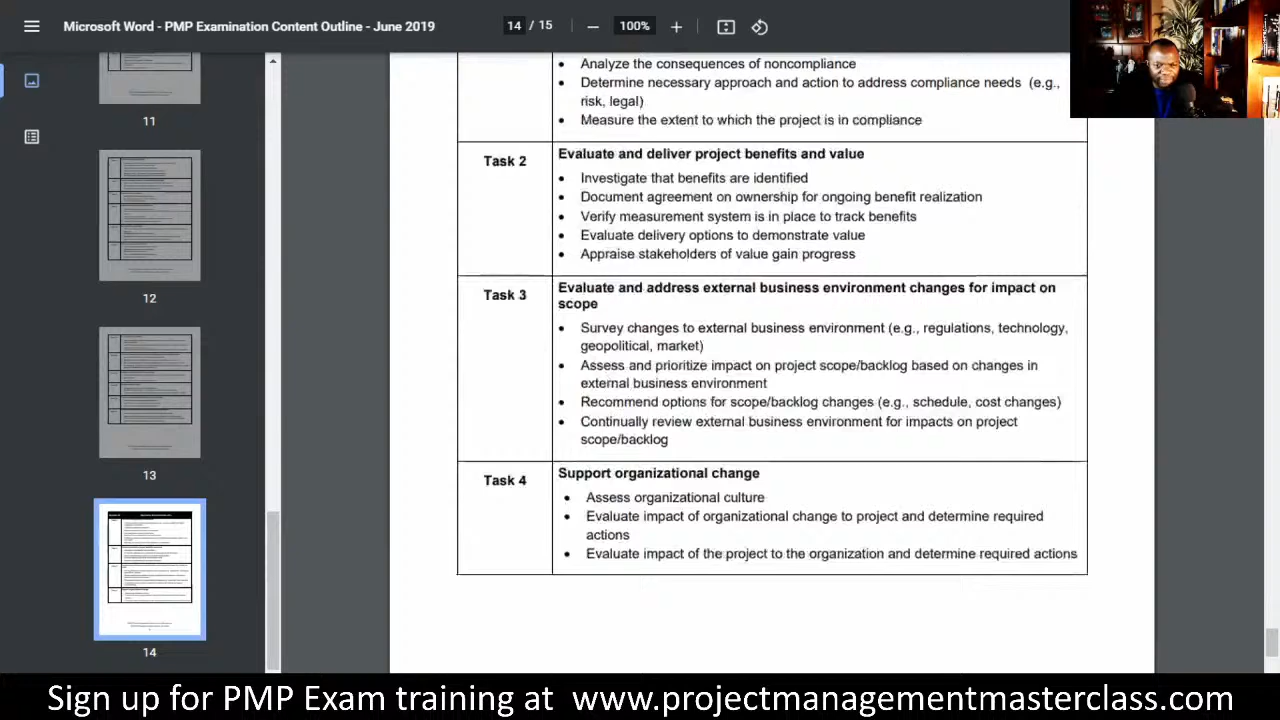 Microsoft Word - PMP Examination Content Outline - June 2019
14 / 15
100%
11
12
13
14
• Analyze the consequences of noncompliance
• Determine necessary approach and action to address compliance needs (e.g.,
risk, legal)
• Measure the extent to which the project is in compliance
Task 2
Evaluate and deliver project benefits and value
• Investigate that benefits are identified
• Document agreement on ownership for ongoing benefit realization
• Verify measurement system is in place to track benefits
• Evaluate delivery options to demonstrate value
• Appraise stakeholders of value gain progress
Task 3
Evaluate and address external business environment changes for impact on
scope
• Survey changes to external business environment (e.g., regulations, technology,
geopolitical, market)
• Assess and prioritize impact on project scope/backlog based on changes in
external business environment
• Recommend options for scope/backlog changes (e.g., schedule, cost changes)
• Continually review external business environment for impacts on project
scope/backlog
Task 4
Support organizational change
• Assess organizational culture
• Evaluate impact of organizational change to project and determine required
actions
• Evaluate impact of the project to the organization and determine required actions
Sign up for PMP Exam training at www.projectmanagementmasterclass.com